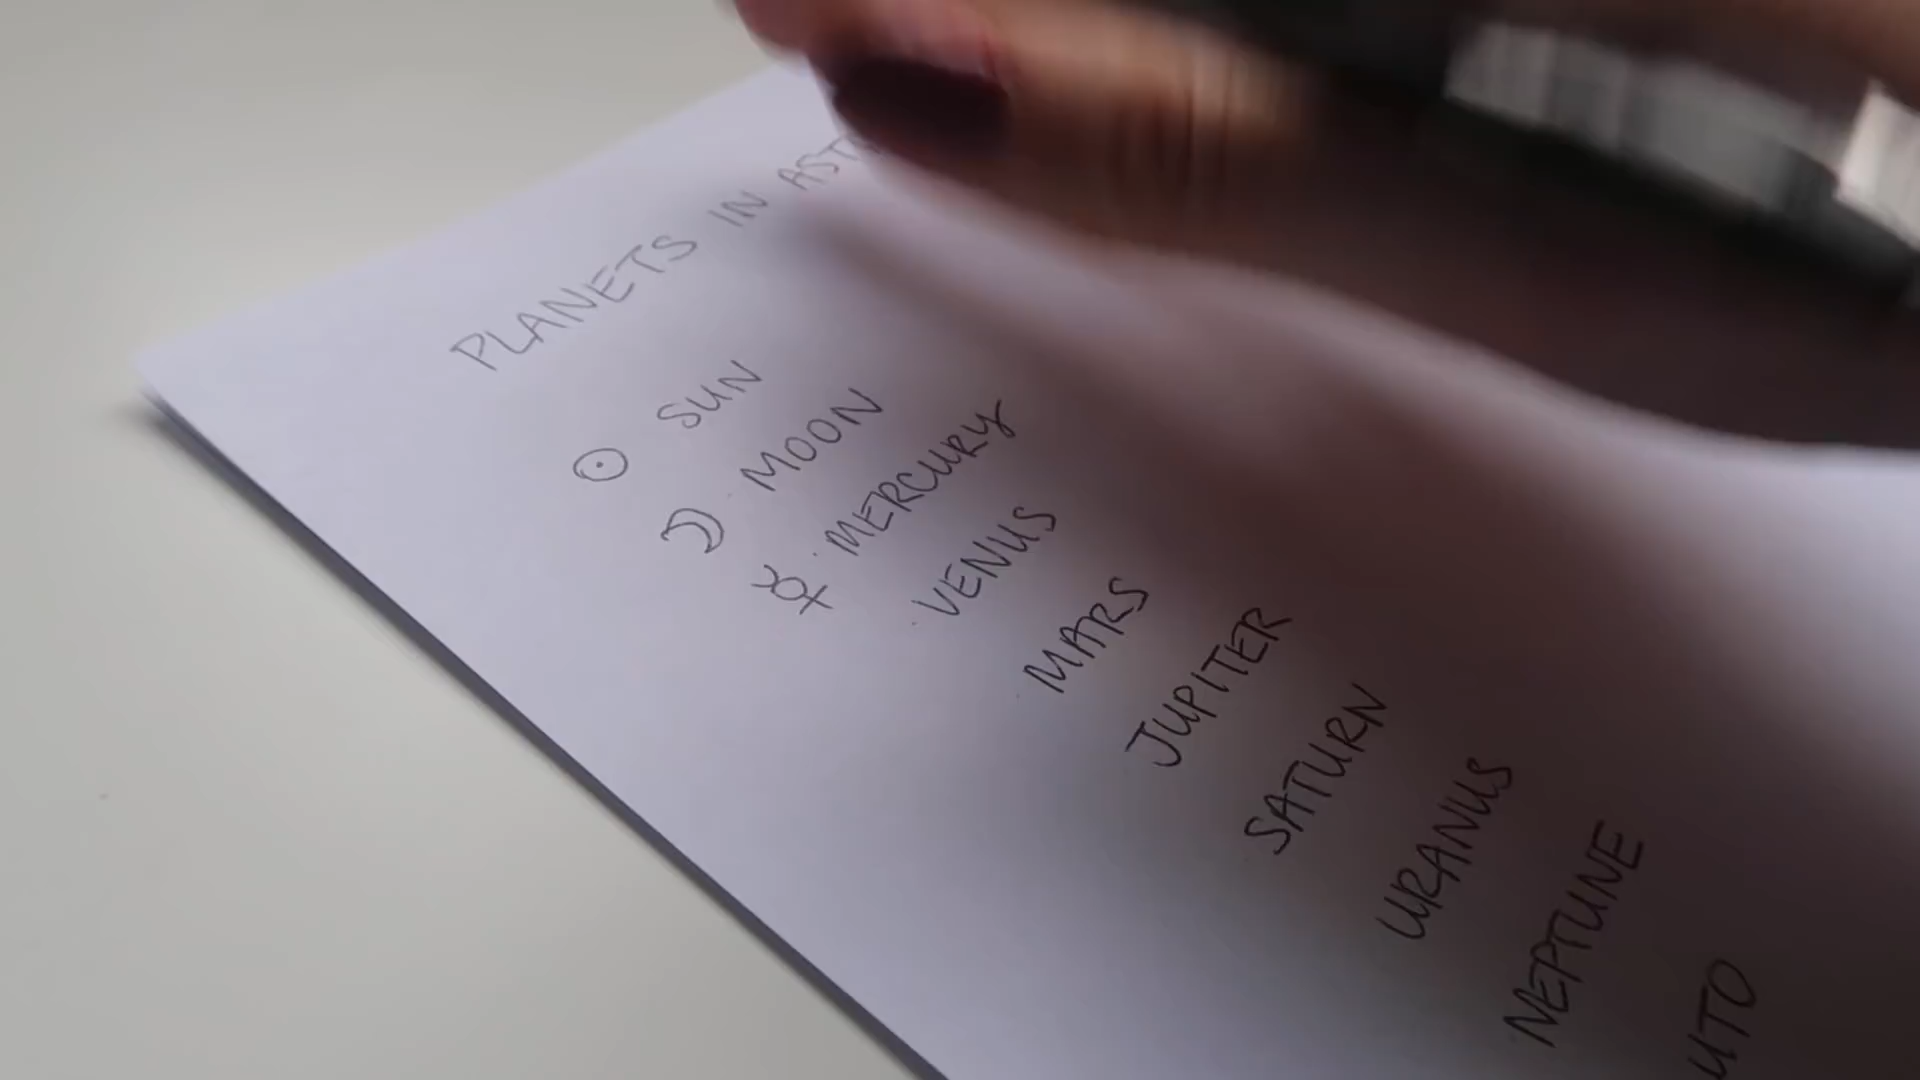 PLANETS IN
☉ SUN
☽ MOON
☿ MERCURY
VENUS
MARS
JUPITER
SATURN
URANUS
NEPTUNE